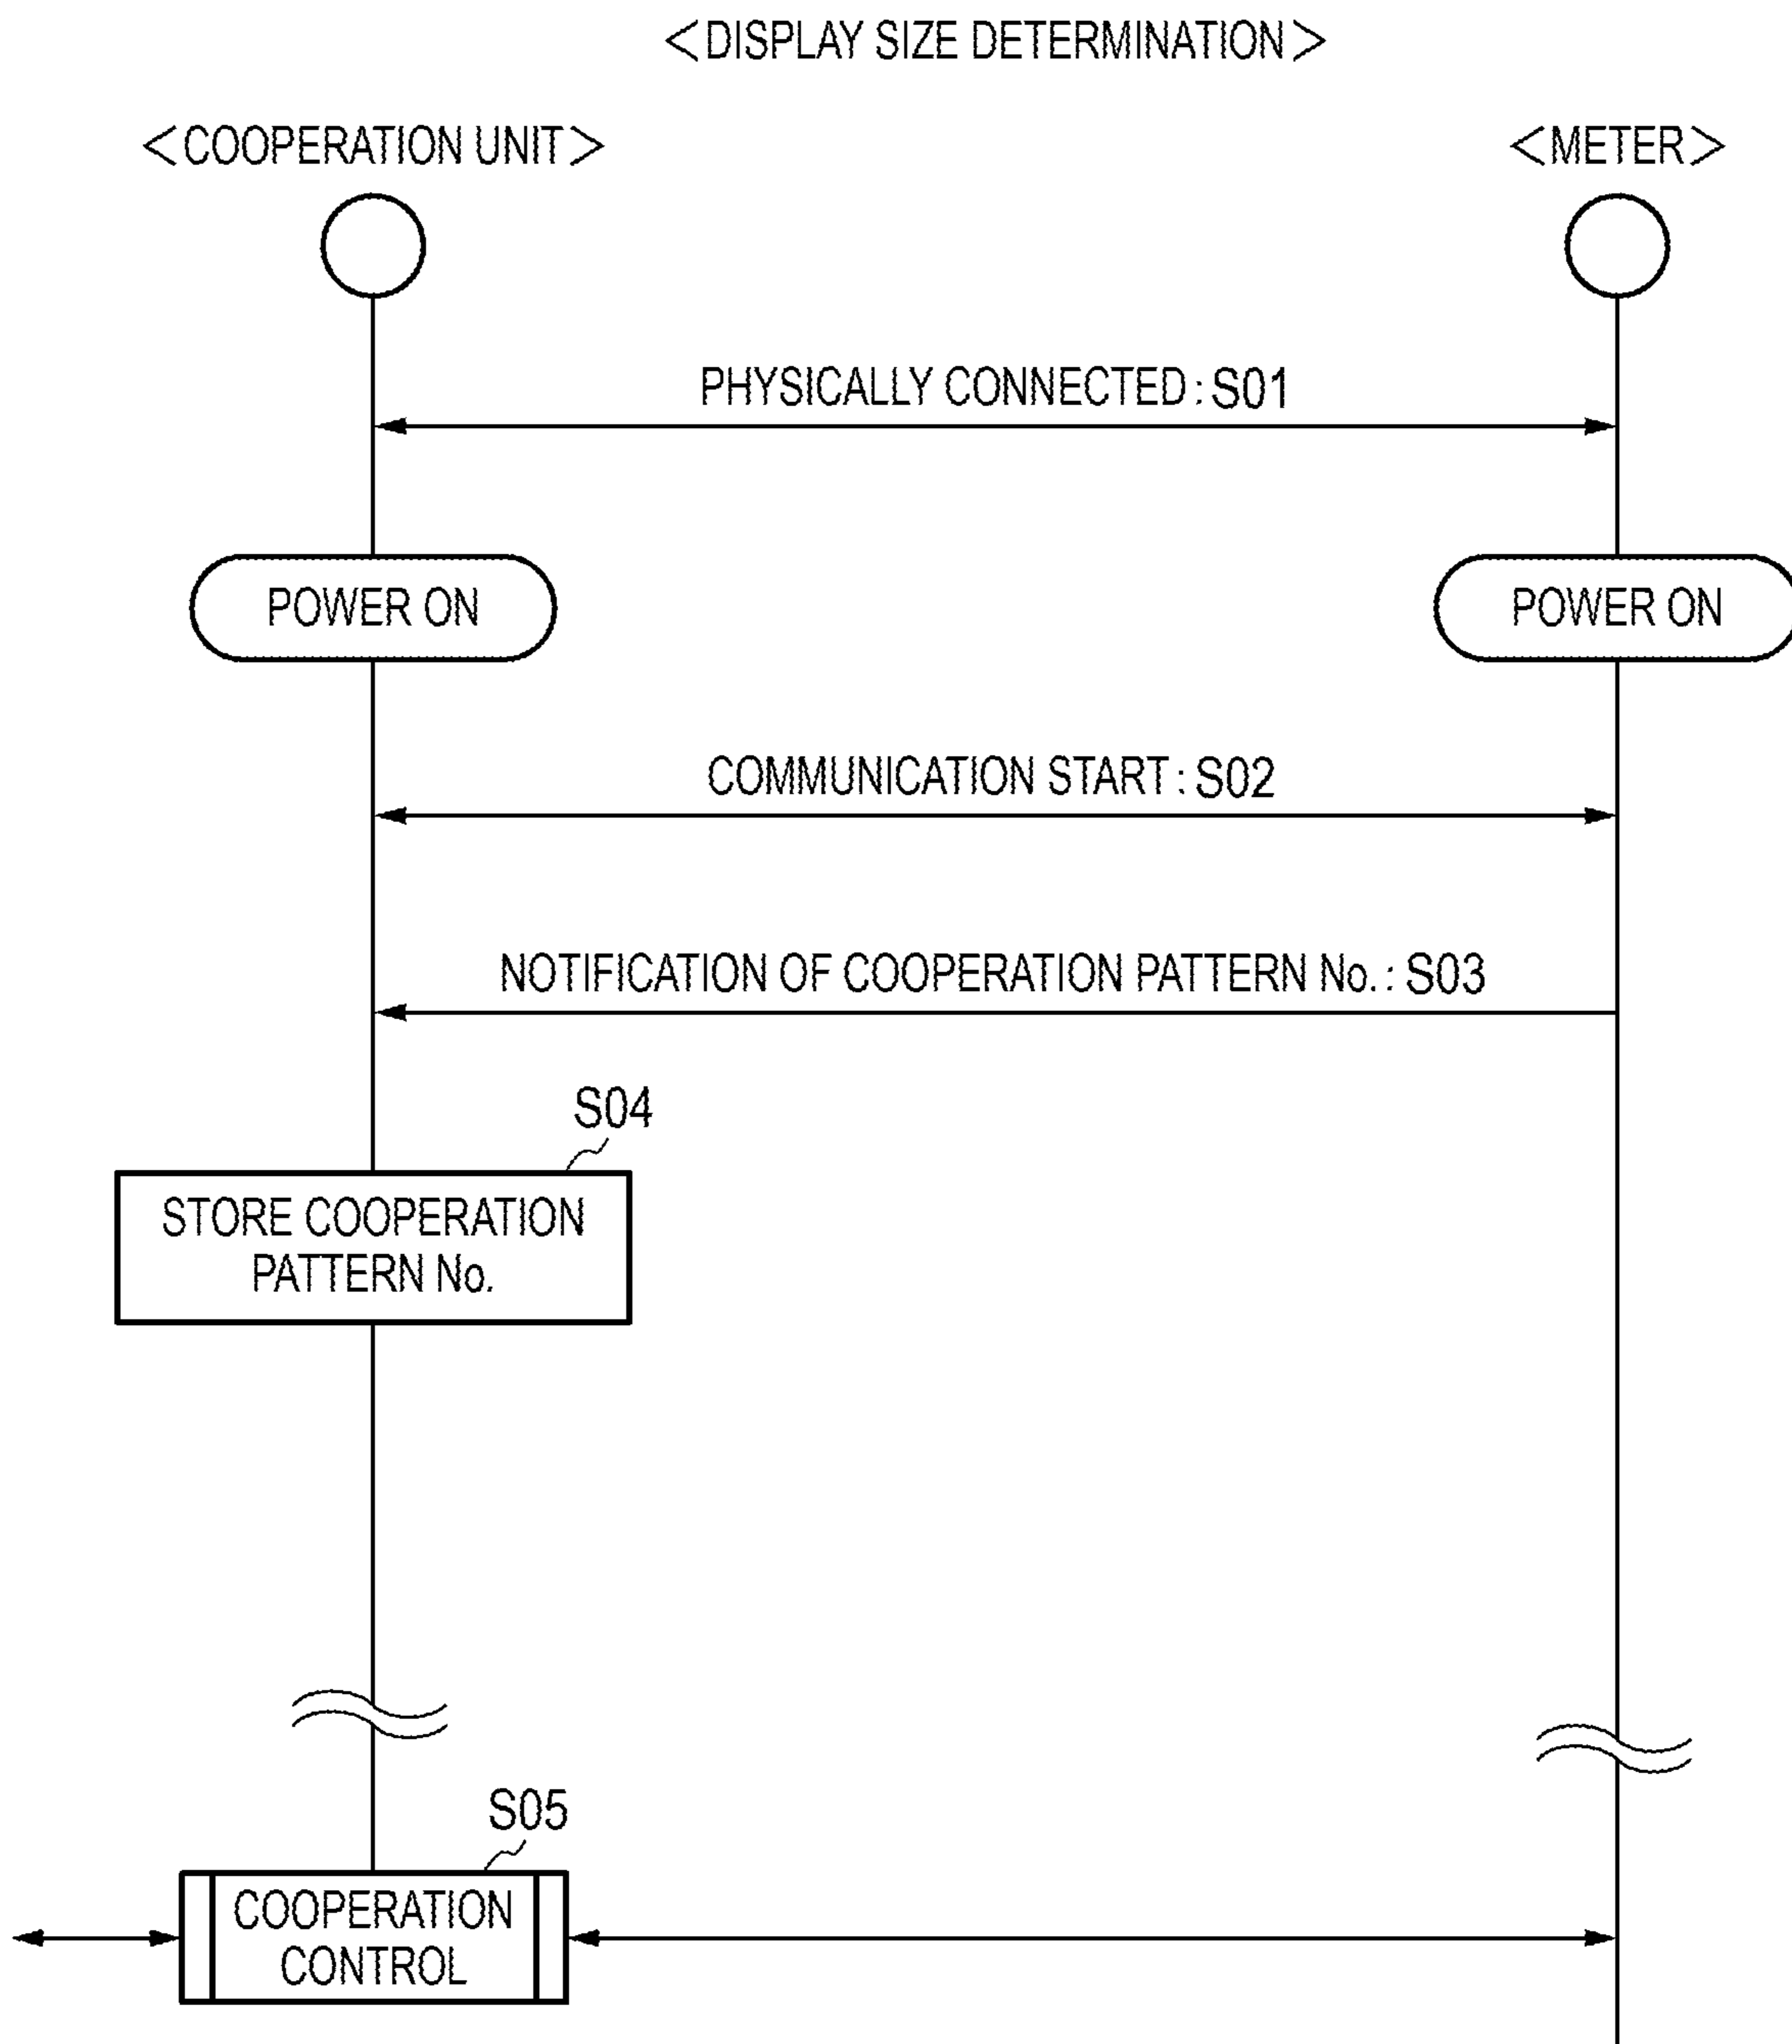 <DISPLAY SIZE DETERMINATION>
<COOPERATION UNIT>
<METER>
PHYSICALLY CONNECTED : S01
POWER ON
POWER ON
COMMUNICATION START : S02
NOTIFICATION OF COOPERATION PATTERN No. : S03
S04
STORE COOPERATION
PATTERN No.
S05
COOPERATION
CONTROL